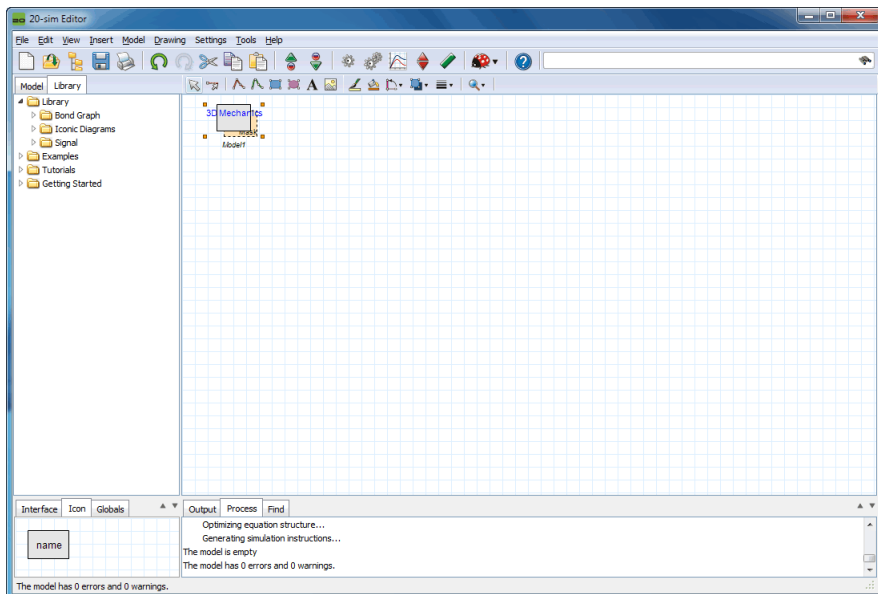 20-sim Editor
File Edit View Insert Model Drawing Settings Tools Help
Model Library
Library
Bond Graph
Iconic Diagrams
Signal
Examples
Tutorials
Getting Started
3D Mechanics
Mask
Model1
Interface Icon Globals
name
Output Process Find
Optimizing equation structure...
Generating simulation instructions...
The model is empty
The model has 0 errors and 0 warnings.
The model has 0 errors and 0 warnings.